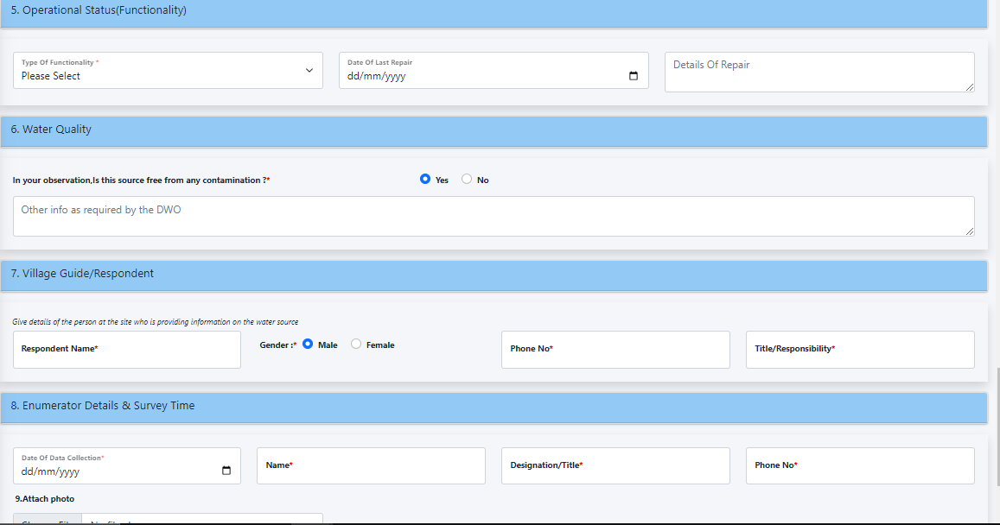 5. Operational Status(Functionality)
Type Of Functionality *
Please Select
Date Of Last Repair
dd/mm/yyyy
Details Of Repair
6. Water Quality
In your observation,Is this source free from any contamination ?*
Yes
No
Other info as required by the DWO
7. Village Guide/Respondent
Give details of the person at the site who is providing information on the water source
Respondent Name*
Gender :*
Male
Female
Phone No*
Title/Responsibility*
8. Enumerator Details & Survey Time
Date Of Data Collection*
dd/mm/yyyy
Name*
Designation/Title*
Phone No*
9.Attach photo